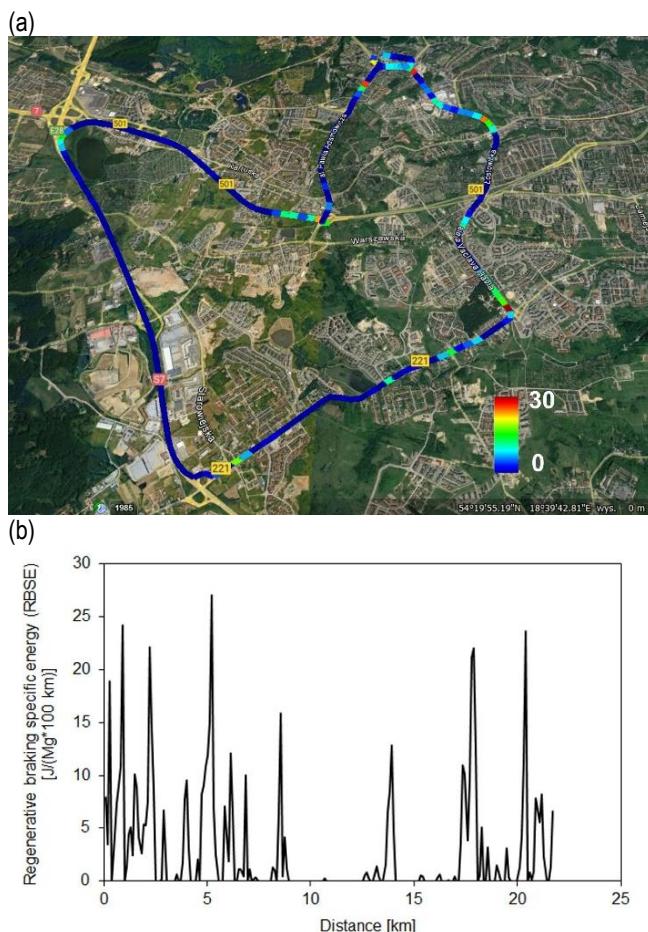 (a)
7
E28
501
501
501
Warszawska
S7
Starowiejska
221
221
30
0
1985
54°19'55.19"N 18°39'42.81"E wys. 0 m
(b)
Regenerative braking specific energy (RBSE)
[J/(Mg*100 km)]
30
25
20
15
10
5
0
0 5 10 15 20 25
Distance [km]